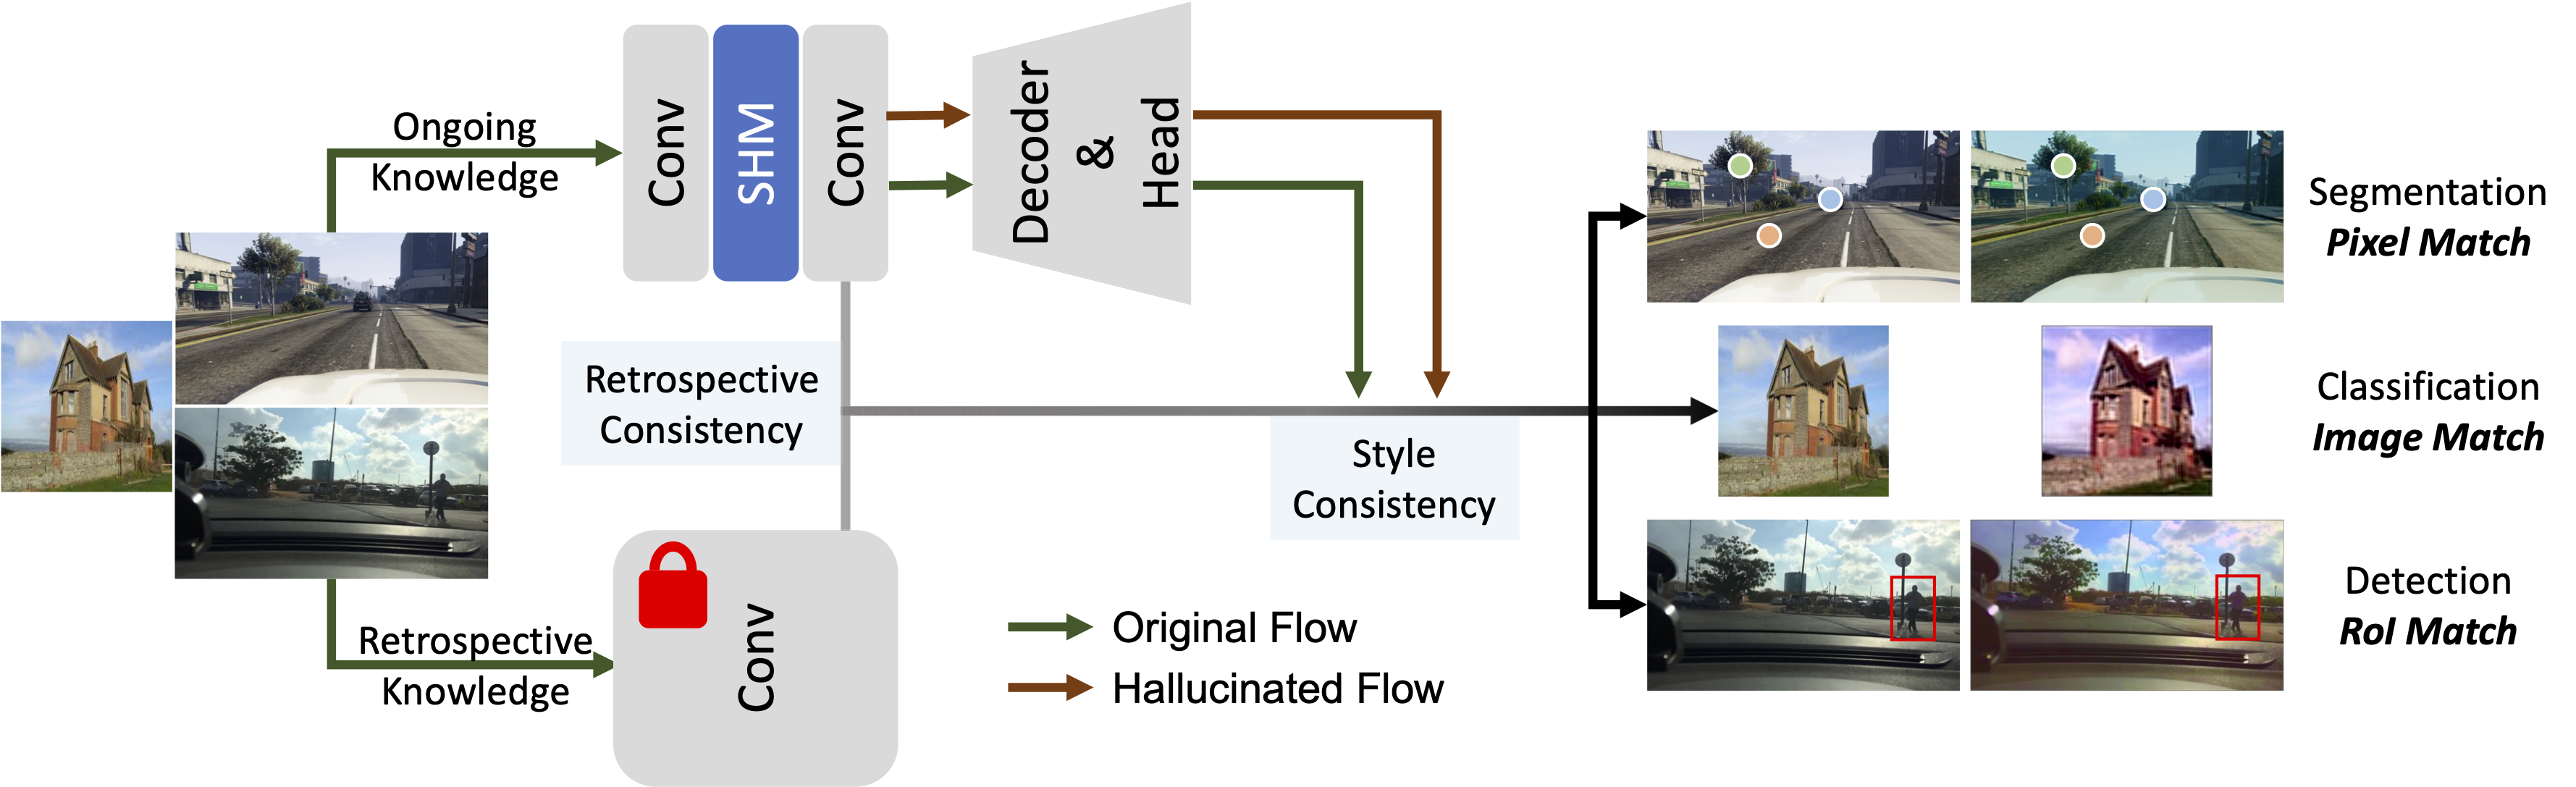 Ongoing
Knowledge
Conv
SHM
Conv
Decoder
&
Head
Retrospective
Consistency
Style
Consistency
Retrospective
Knowledge
Conv
Original Flow
Hallucinated Flow
Segmentation
Pixel Match
Classification
Image Match
Detection
RoI Match